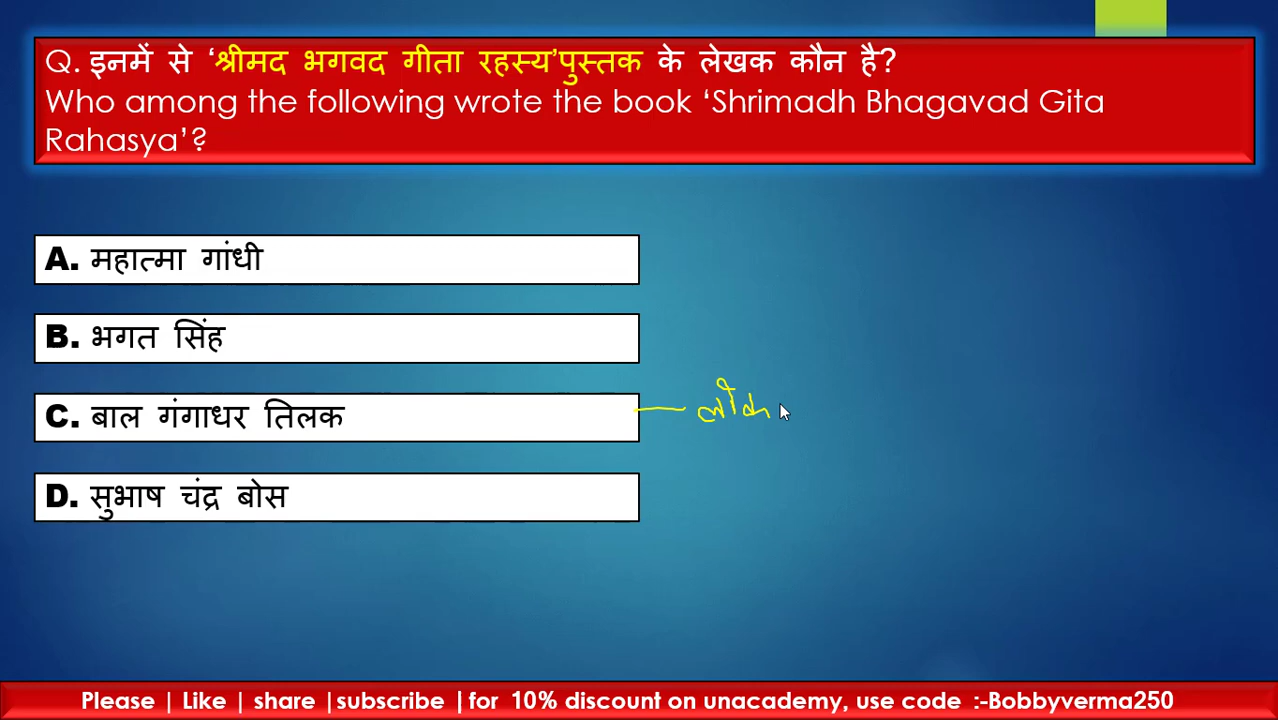 Q. इनमें से ‘श्रीमद भगवद गीता रहस्य’पुस्तक के लेखक कौन है?
Who among the following wrote the book ‘Shrimadh Bhagavad Gita
Rahasya’?
A. महात्मा गांधी
B. भगत सिंह
C. बाल गंगाधर तिलक
लोक
D. सुभाष चंद्र बोस
Please | Like | share |subscribe |for 10% discount on unacademy, use code :-Bobbyverma250